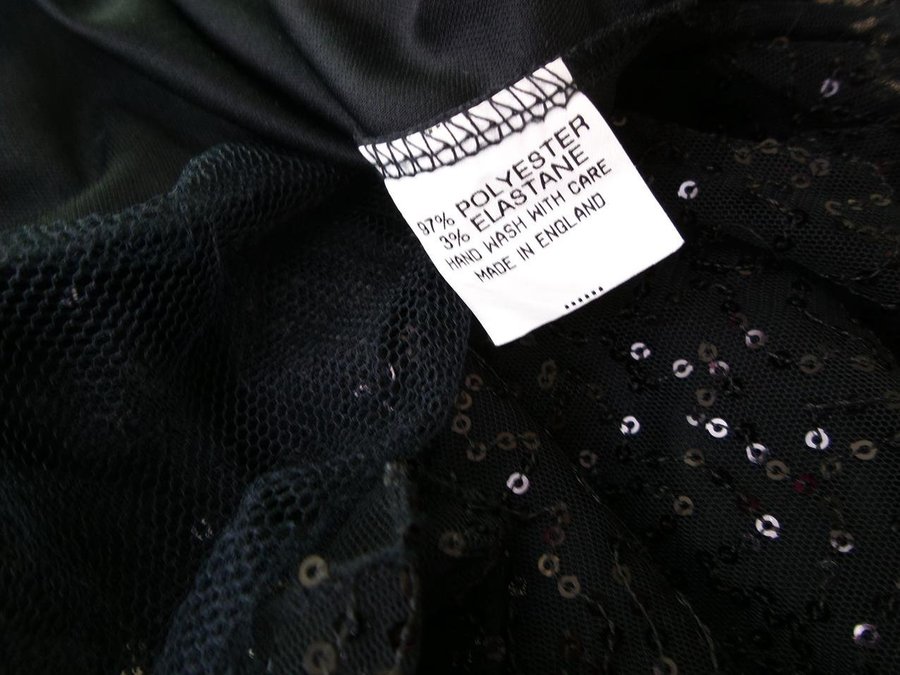 97% POLYESTER
3% ELASTANE
HAND WASH WITH CARE
MADE IN ENGLAND
......